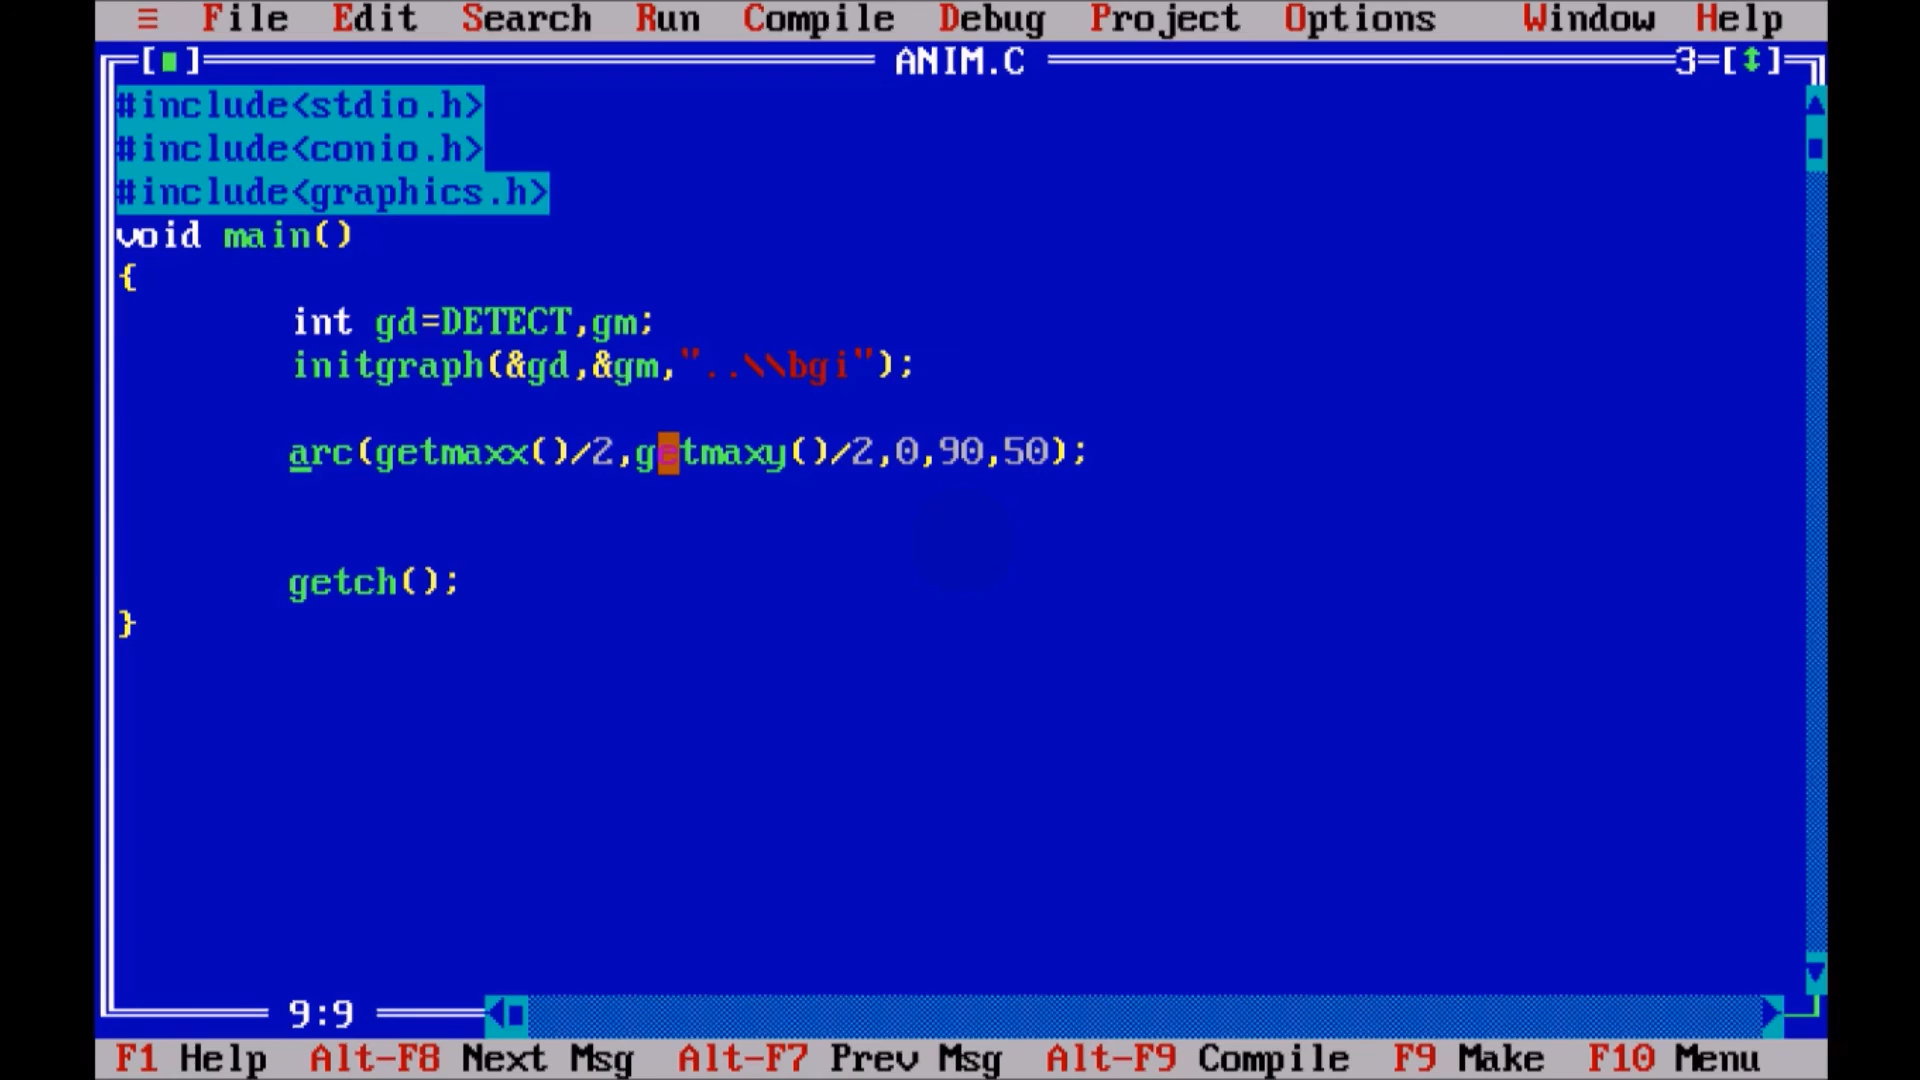 ≡ File Edit Search Run Compile Debug Project Options Window Help
[■] ANIM.C 3=[↕]
#include<stdio.h>
#include<conio.h>
#include<graphics.h>
void main()
{
int gd=DETECT,gm;
initgraph(&gd,&gm,"..\\bgi");
arc(getmaxx()/2,getmaxy()/2,0,90,50);
getch();
}
9:9
F1 Help Alt-F8 Next Msg Alt-F7 Prev Msg Alt-F9 Compile F9 Make F10 Menu